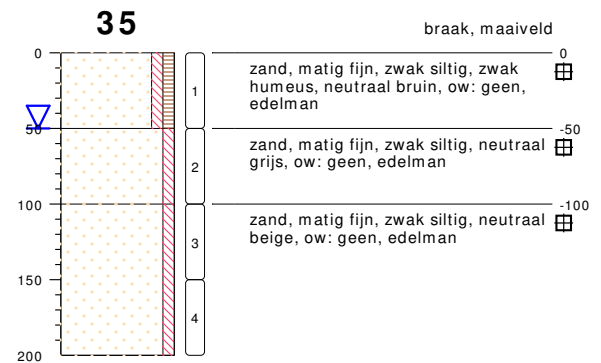 35
braak, maaiveld
0
50
100
150
200
1
2
3
4
0
zand, matig fijn, zwak siltig, zwak
humeus, neutraal bruin, ow: geen,
edelman
-50
zand, matig fijn, zwak siltig, neutraal
grijs, ow: geen, edelman
-100
zand, matig fijn, zwak siltig, neutraal
beige, ow: geen, edelman